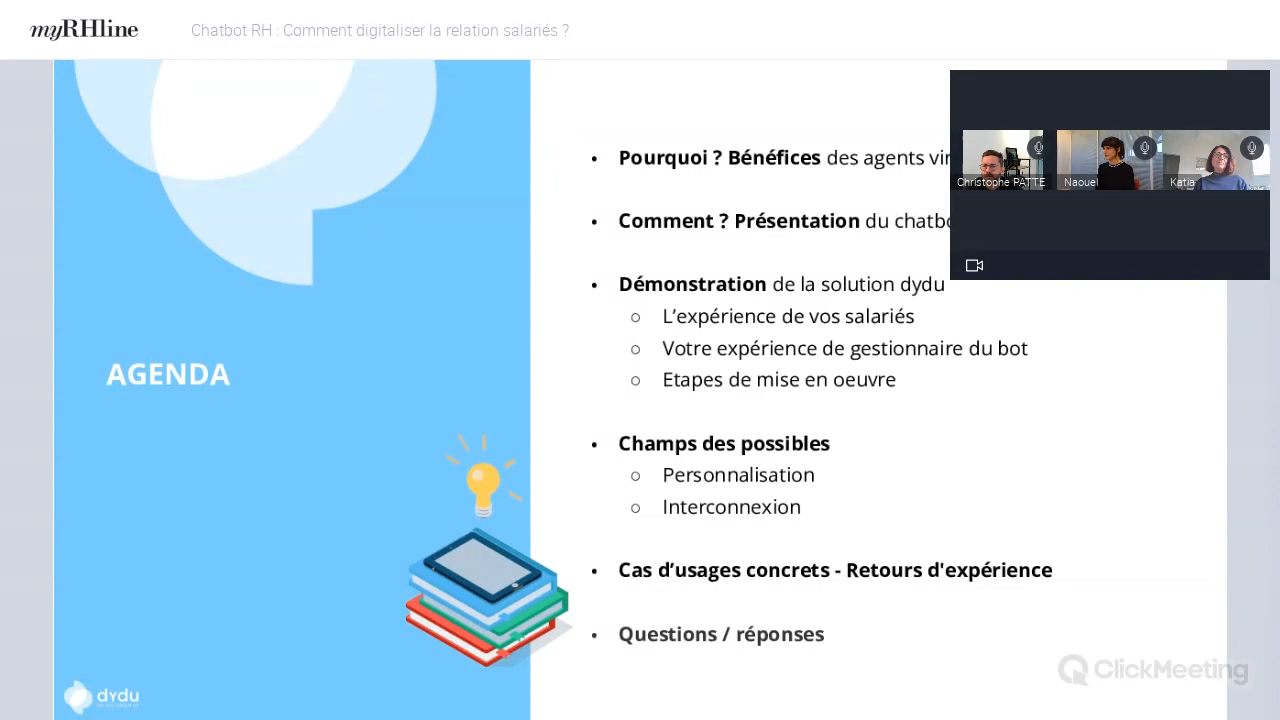 myRHline
Chatbot RH : Comment digitaliser la relation salariés ?
• Pourquoi ? Bénéfices des agents
• Comment ? Présentation du
• Démonstration de la solution dydu
○ L’expérience de vos salariés
○ Votre expérience de gestionnaire du bot
○ Etapes de mise en oeuvre
• Champs des possibles
○ Personnalisation
○ Interconnexion
• Cas d’usages concrets - Retours d'expérience
• Questions / réponses
Christophe PATTE
Naouel
Katia
AGENDA
dydu
ClickMeeting